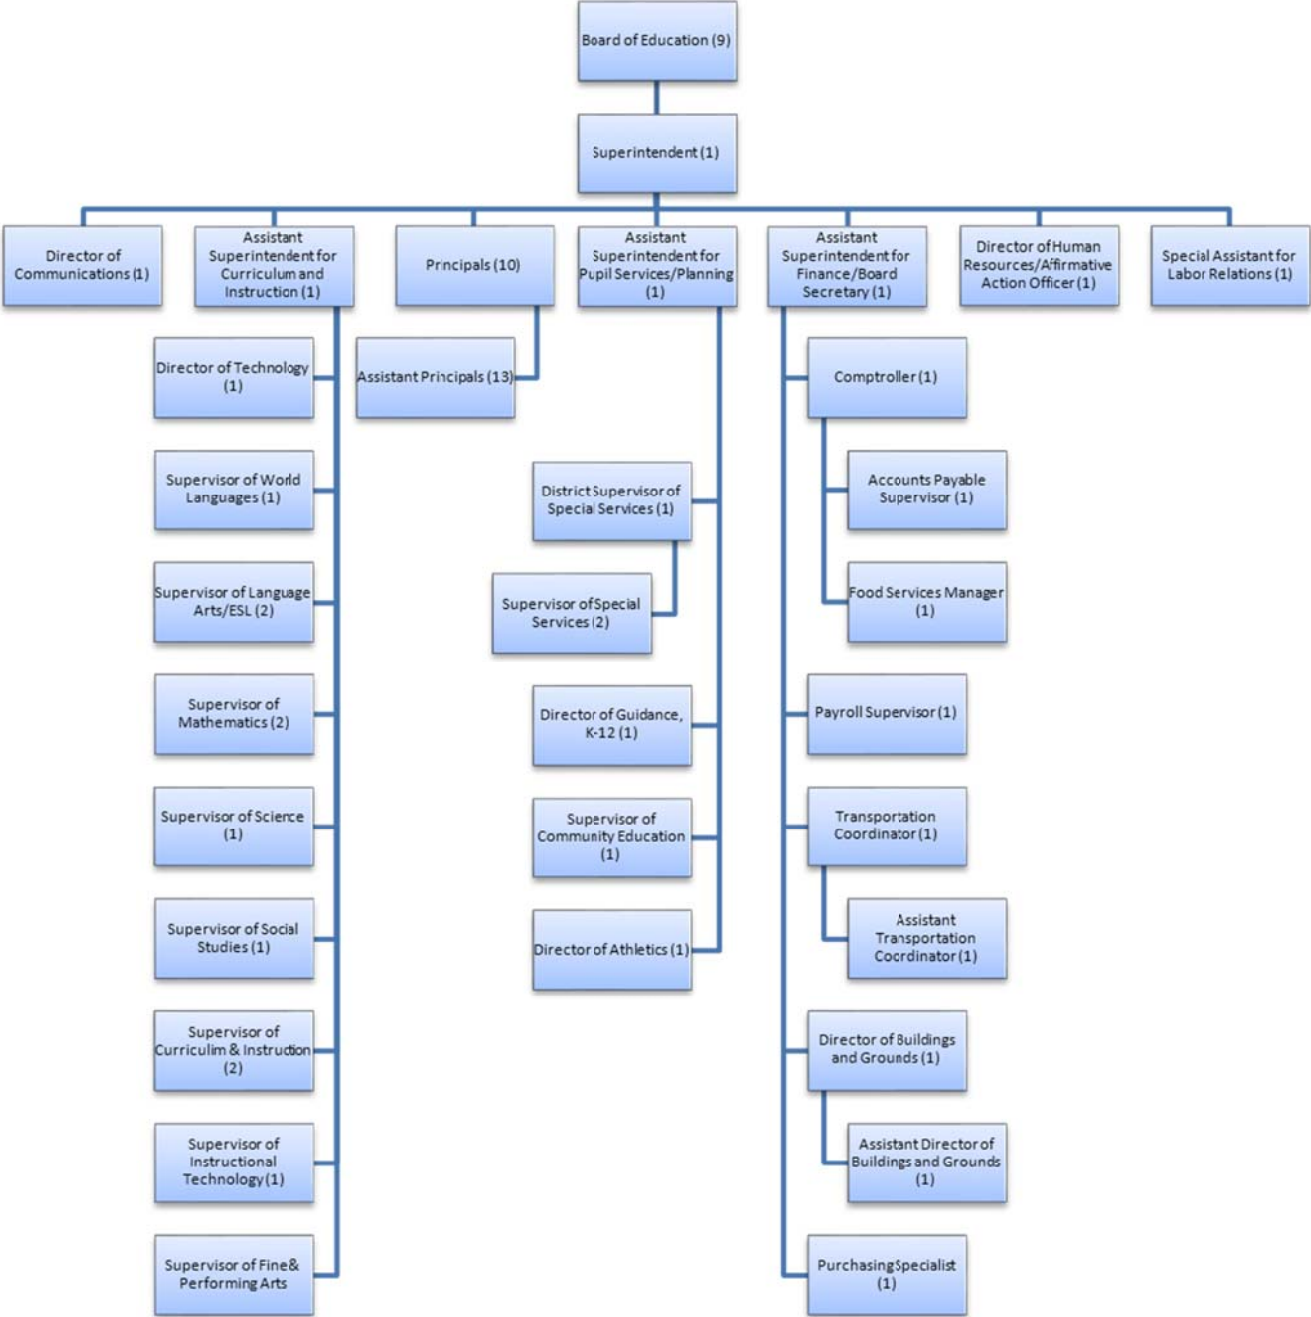 Board of Education (9)
Superintendent (1)
Director of
Communications (1)
Assistant
Superintendent for
Curriculum and
Instruction (1)
Principals (10)
Assistant
Superintendent for
Pupil Services/Planning
(1)
Assistant
Superintendent for
Finance/Board
Secretary (1)
Director of Human
Resources/Affirmative
Action Officer (1)
Special Assistant for
Labor Relations (1)
Director of Technology
(1)
Supervisor of World
Languages (1)
Supervisor of Language
Arts/ESL (2)
Supervisor of
Mathematics (2)
Supervisor of Science
(1)
Supervisor of Social
Studies (1)
Supervisor of
Curriculim & Instruction
(2)
Supervisor of
Instructional
Technology (1)
Supervisor of Fine &
Performing Arts
Assistant Principals (13)
District Supervisor of
Special Services (1)
Supervisor of Special
Services (2)
Director of Guidance,
K-12 (1)
Supervisor of
Community Education
(1)
Director of Athletics (1)
Comptroller (1)
Accounts Payable
Supervisor (1)
Food Services Manager
(1)
Payroll Supervisor (1)
Transportation
Coordinator (1)
Assistant
Transportation
Coordinator (1)
Director of Buildings
and Grounds (1)
Assistant Director of
Buildings and Grounds
(1)
Purchasing Specialist
(1)